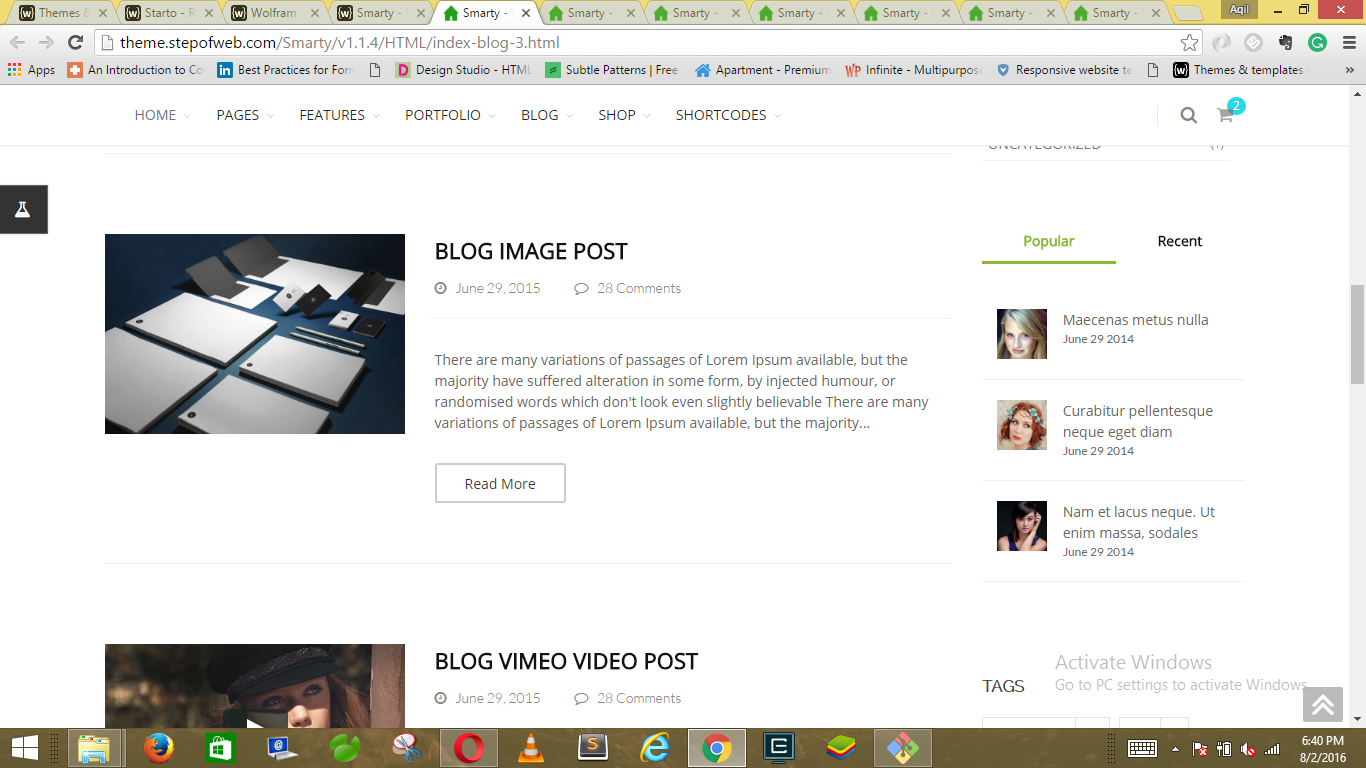 Themes &
Starto - R
Wolfram
Smarty -
Smarty -
Smarty -
Smarty -
Smarty -
Smarty -
Smarty -
Smarty -
Aqil
theme.stepofweb.com/Smarty/v1.1.4/HTML/index-blog-3.html
Apps
An Introduction to Co
Best Practices for Form
Design Studio - HTML
Subtle Patterns | Free
Apartment - Premium
Infinite - Multipurpose
Responsive website te
Themes & templates
»
HOME
PAGES
FEATURES
PORTFOLIO
BLOG
SHOP
SHORTCODES
2
UNCATEGORIZED
BLOG IMAGE POST
June 29, 2015
28 Comments
There are many variations of passages of Lorem Ipsum available, but the
majority have suffered alteration in some form, by injected humour, or
randomised words which don't look even slightly believable There are many
variations of passages of Lorem Ipsum available, but the majority...
Read More
Popular
Recent
Maecenas metus nulla
June 29 2014
Curabitur pellentesque
neque eget diam
June 29 2014
Nam et lacus neque. Ut
enim massa, sodales
June 29 2014
BLOG VIMEO VIDEO POST
June 29, 2015
28 Comments
TAGS
Activate Windows
Go to PC settings to activate Windows.
6:40 PM
8/2/2016